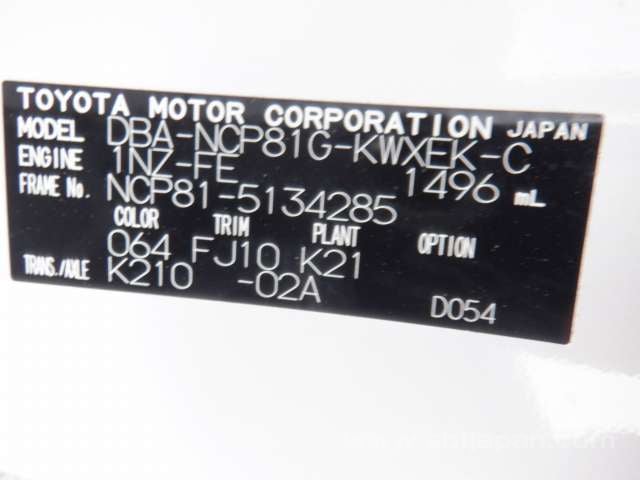 TOYOTA MOTOR CORPORATION JAPAN
MODEL DBA-NCP81G-KWXEK-C
ENGINE 1NZ-FE 1496 mL
FRAME No. NCP81-5134285
COLOR TRIM PLANT OPTION
064 FJ10 K21
TRANS./AXLE K210 -02A
D054